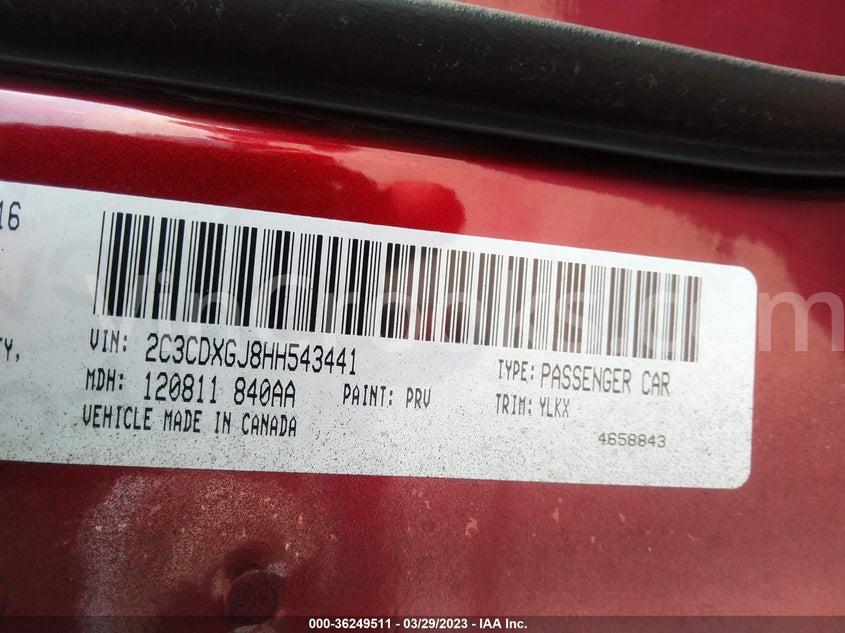 16
TY,
VIN: 2C3CDXGJ8HH543441
TYPE: PASSENGER CAR
MDH: 120811 840AA
PAINT: PRV
TRIM: YLKX
VEHICLE MADE IN CANADA
4658843
000-36249511 — 03/29/2023 — IAA Inc.